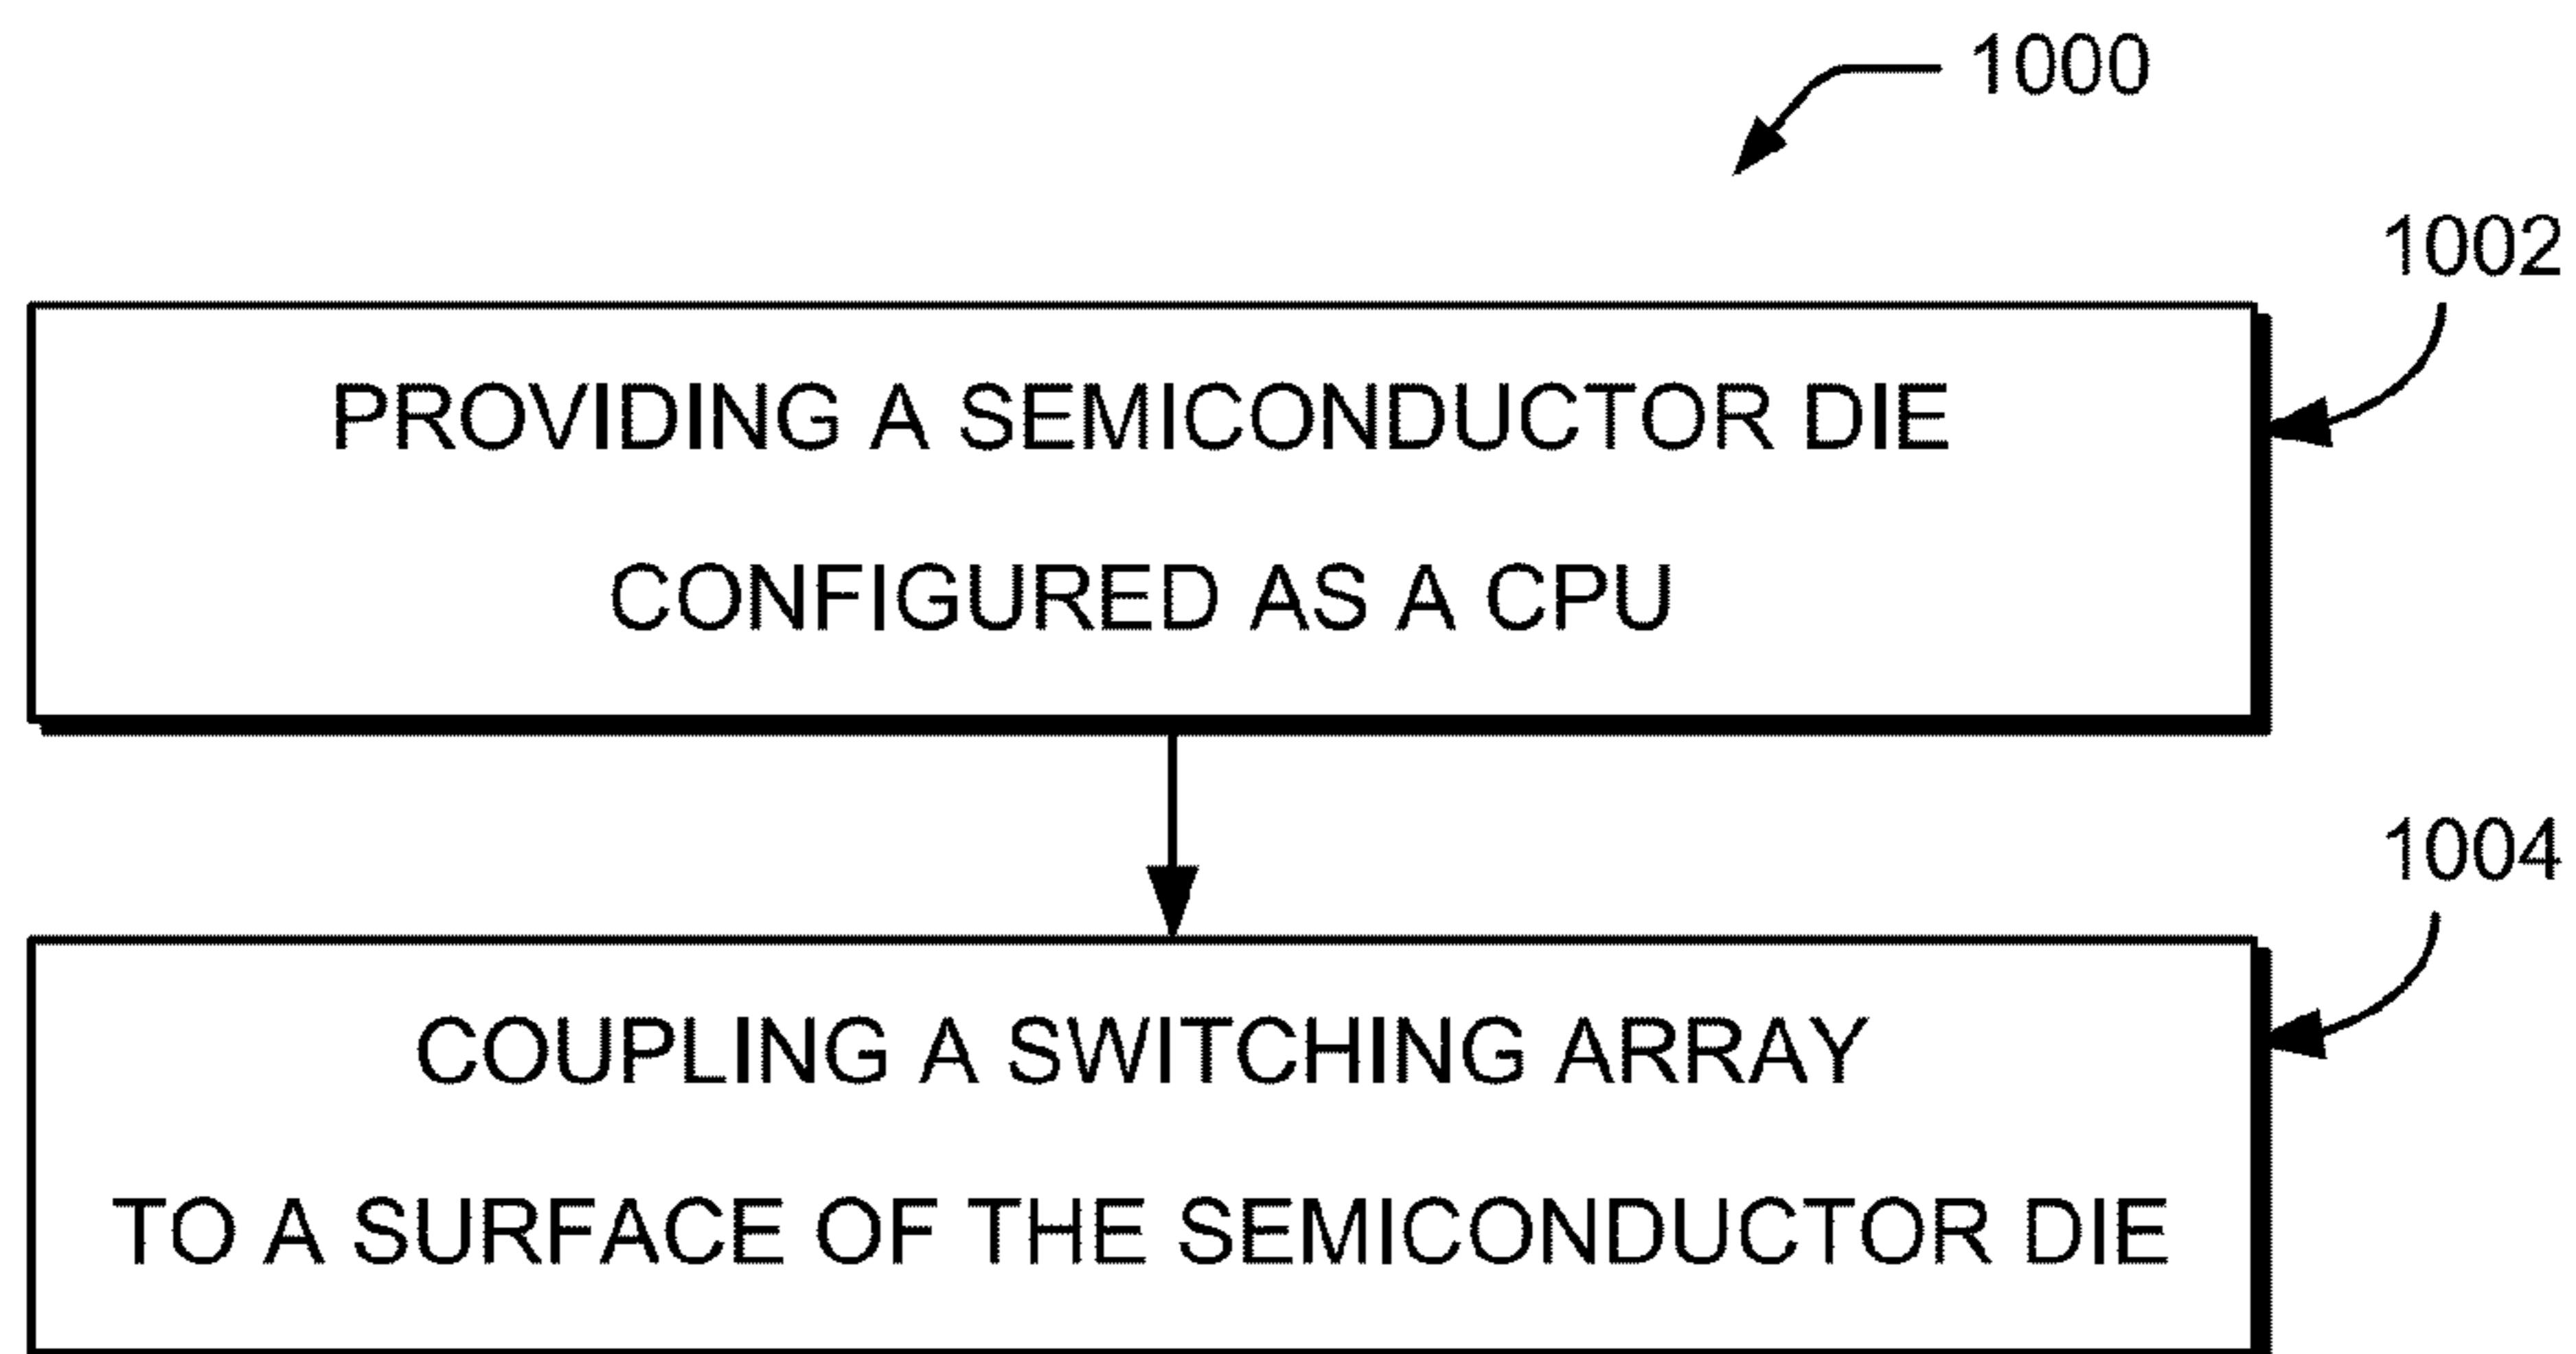 1000
1002
PROVIDING A SEMICONDUCTOR DIE
CONFIGURED AS A CPU
1004
COUPLING A SWITCHING ARRAY
TO A SURFACE OF THE SEMICONDUCTOR DIE